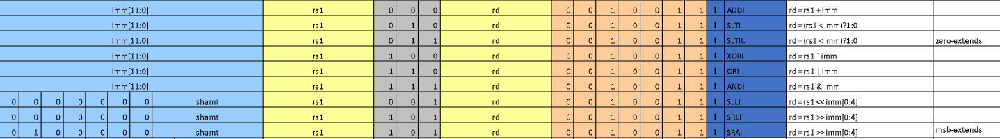 imm[11:0] rs1 0 0 0 rd 0 0 1 0 0 1 1 I ADDI rd = rs1 + imm
imm[11:0] rs1 0 1 0 rd 0 0 1 0 0 1 1 I SLTI rd = (rs1 < imm)?1:0
imm[11:0] rs1 0 1 1 rd 0 0 1 0 0 1 1 I SLTIU rd = (rs1 < imm)?1:0 zero-extends
imm[11:0] rs1 1 0 0 rd 0 0 1 0 0 1 1 I XORI rd = rs1 ˆ imm
imm[11:0] rs1 1 1 0 rd 0 0 1 0 0 1 1 I ORI rd = rs1 | imm
imm[11:0] rs1 1 1 1 rd 0 0 1 0 0 1 1 I ANDI rd = rs1 & imm
0 0 0 0 0 0 0 shamt rs1 0 0 1 rd 0 0 1 0 0 1 1 I SLLI rd = rs1 << imm[0:4]
0 0 0 0 0 0 0 shamt rs1 1 0 1 rd 0 0 1 0 0 1 1 I SRLI rd = rs1 >> imm[0:4]
0 1 0 0 0 0 0 shamt rs1 1 0 1 rd 0 0 1 0 0 1 1 I SRAI rd = rs1 >> imm[0:4] msb-extends